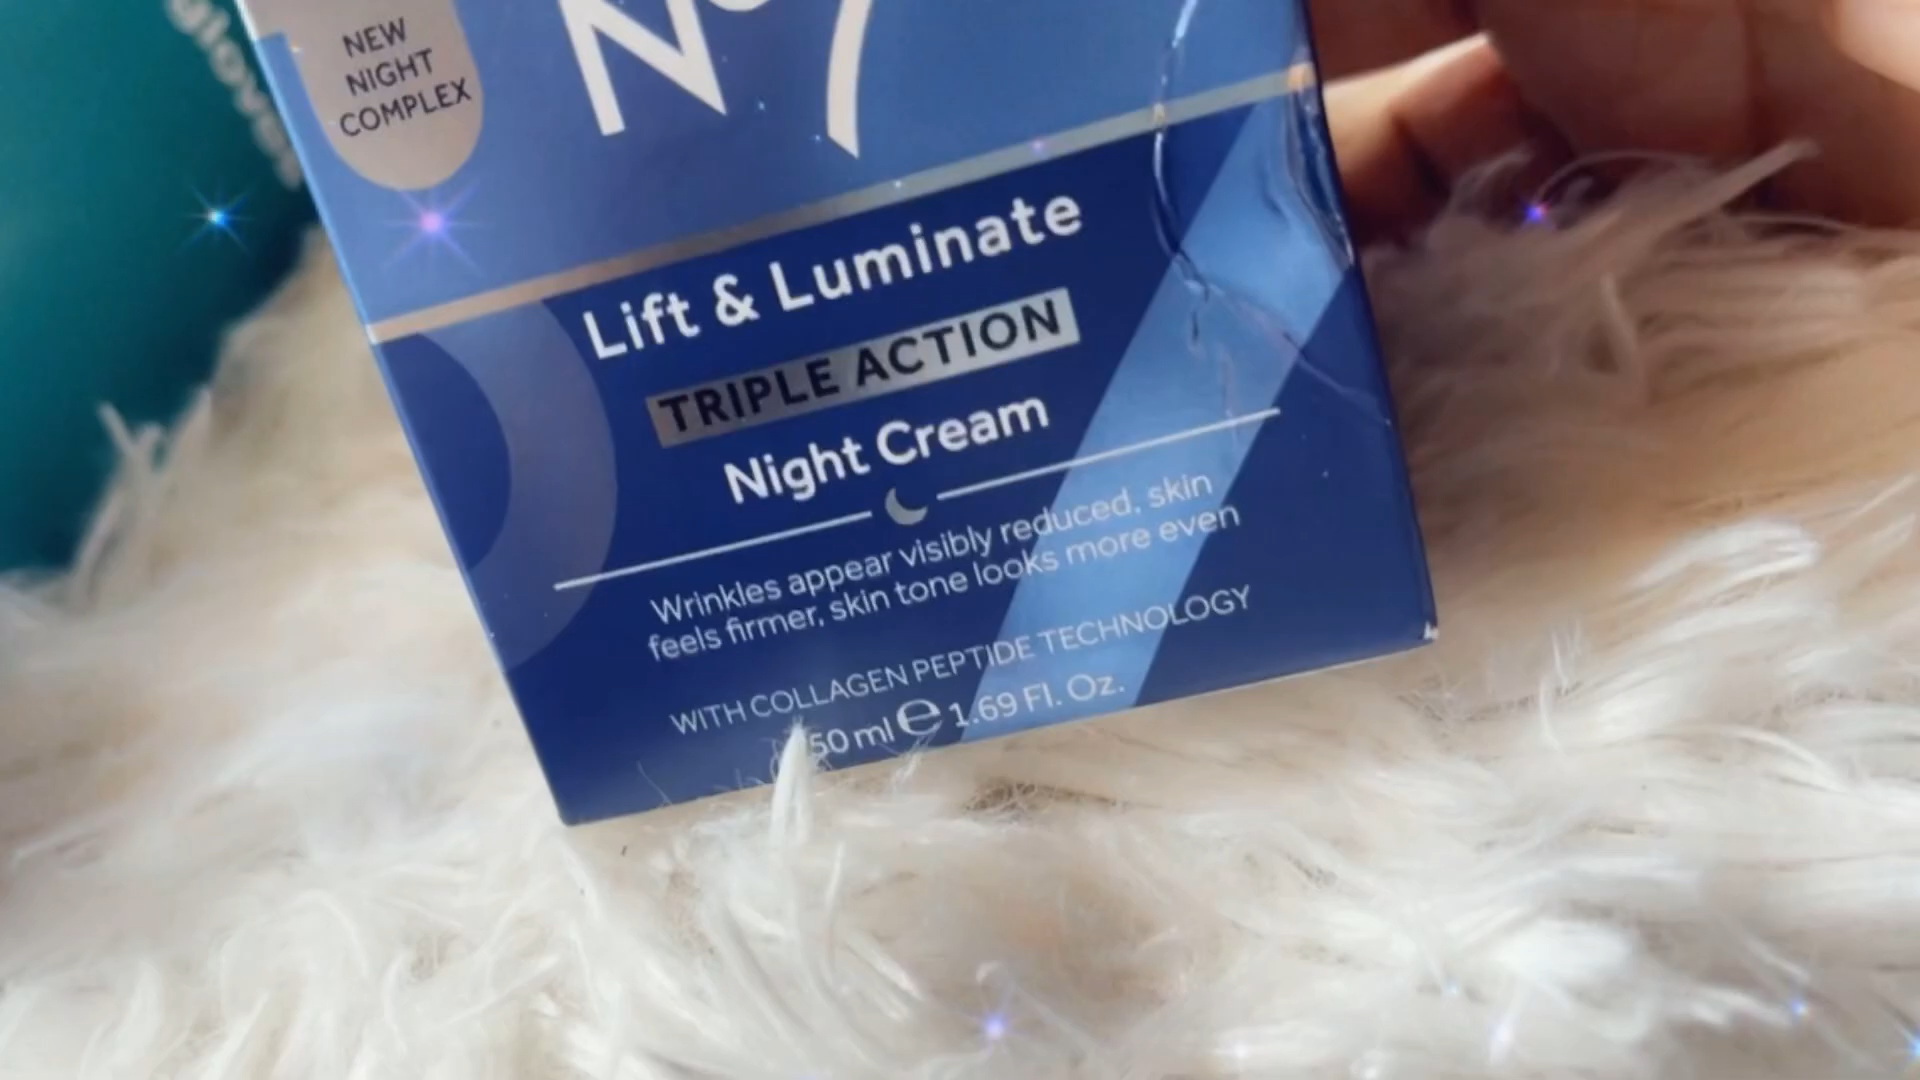 NEW
NIGHT
COMPLEX
No7
Lift & Luminate
TRIPLE ACTION
Night Cream
Wrinkles appear visibly reduced, skin
feels firmer, skin tone looks more even
WITH COLLAGEN PEPTIDE TECHNOLOGY
50 ml e 1.69 Fl. Oz.